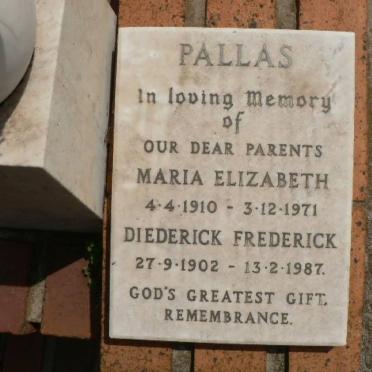 PALLAS
In loving Memory
of
OUR DEAR PARENTS
MARIA ELIZABETH
4·4·1910 - 3·12·1971
DIEDERICK FREDERICK
27·9·1902 - 13·2·1987.
GOD'S GREATEST GIFT,
REMEMBRANCE.